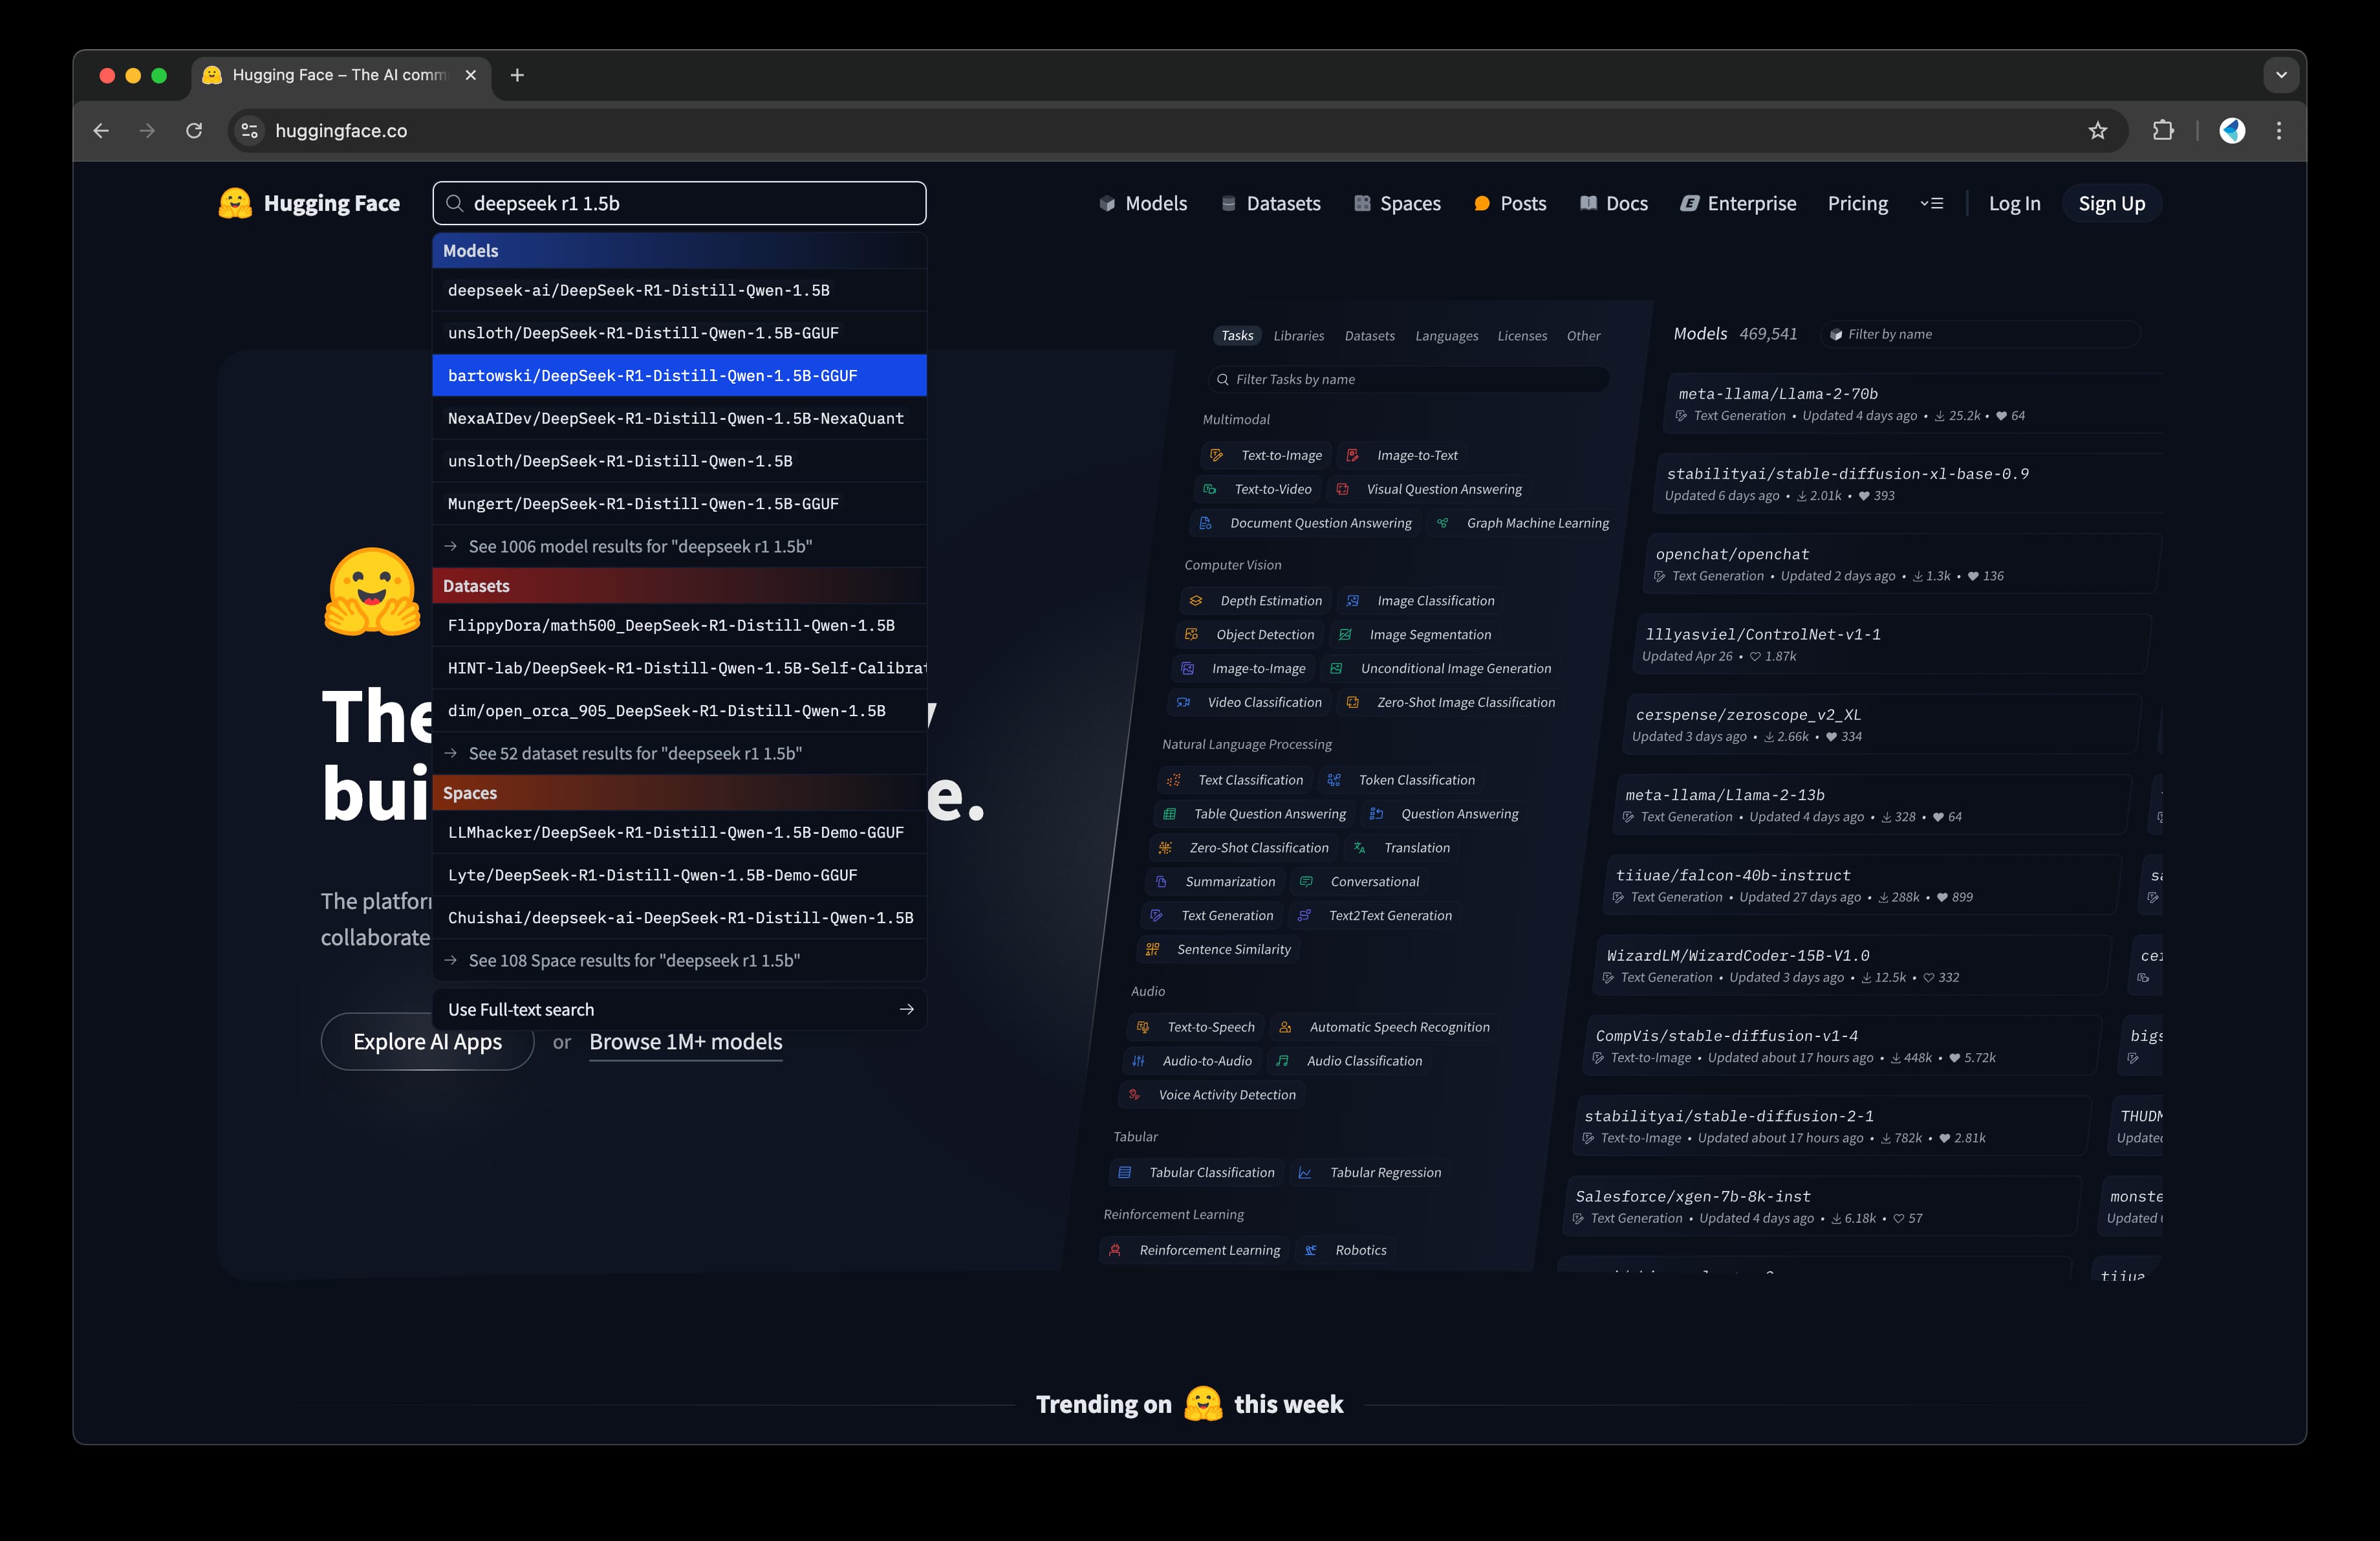 Hugging Face – The AI comm
huggingface.co
Hugging Face
deepseek r1 1.5b
Models
Datasets
Spaces
Posts
Docs
Enterprise
Pricing
Log In
Sign Up
Models
deepseek-ai/DeepSeek-R1-Distill-Qwen-1.5B
unsloth/DeepSeek-R1-Distill-Qwen-1.5B-GGUF
bartowski/DeepSeek-R1-Distill-Qwen-1.5B-GGUF
NexaAIDev/DeepSeek-R1-Distill-Qwen-1.5B-NexaQuant
unsloth/DeepSeek-R1-Distill-Qwen-1.5B
Mungert/DeepSeek-R1-Distill-Qwen-1.5B-GGUF
→ See 1006 model results for "deepseek r1 1.5b"
Datasets
FlippyDora/math500_DeepSeek-R1-Distill-Qwen-1.5B
HINT-lab/DeepSeek-R1-Distill-Qwen-1.5B-Self-Calibrat
dim/open_orca_905_DeepSeek-R1-Distill-Qwen-1.5B
→ See 52 dataset results for "deepseek r1 1.5b"
Spaces
LLMhacker/DeepSeek-R1-Distill-Qwen-1.5B-Demo-GGUF
Lyte/DeepSeek-R1-Distill-Qwen-1.5B-Demo-GGUF
Chuishai/deepseek-ai-DeepSeek-R1-Distill-Qwen-1.5B
→ See 108 Space results for "deepseek r1 1.5b"
Use Full-text search →
The
bui
e.
The platfor
collaborate
Explore AI Apps or Browse 1M+ models
Tasks Libraries Datasets Languages Licenses Other
Filter Tasks by name
Multimodal
Text-to-Image Image-to-Text
Text-to-Video Visual Question Answering
Document Question Answering Graph Machine Learning
Computer Vision
Depth Estimation Image Classification
Object Detection Image Segmentation
Image-to-Image Unconditional Image Generation
Video Classification Zero-Shot Image Classification
Natural Language Processing
Text Classification Token Classification
Table Question Answering Question Answering
Zero-Shot Classification Translation
Summarization Conversational
Text Generation Text2Text Generation
Sentence Similarity
Audio
Text-to-Speech Automatic Speech Recognition
Audio-to-Audio Audio Classification
Voice Activity Detection
Tabular
Tabular Classification Tabular Regression
Reinforcement Learning
Reinforcement Learning Robotics
Models 469,541 Filter by name
meta-llama/Llama-2-70b
Text Generation • Updated 4 days ago • 25.2k • 64
stabilityai/stable-diffusion-xl-base-0.9
Updated 6 days ago • 2.01k • 393
openchat/openchat
Text Generation • Updated 2 days ago • 1.3k • 136
lllyasviel/ControlNet-v1-1
Updated Apr 26 • 1.87k
cerspense/zeroscope_v2_XL
Updated 3 days ago • 2.66k • 334
meta-llama/Llama-2-13b
Text Generation • Updated 4 days ago • 328 • 64
tiiuae/falcon-40b-instruct
Text Generation • Updated 27 days ago • 288k • 899
WizardLM/WizardCoder-15B-V1.0
Text Generation • Updated 3 days ago • 12.5k • 332
CompVis/stable-diffusion-v1-4
Text-to-Image • Updated about 17 hours ago • 448k • 5.72k
bigs
stabilityai/stable-diffusion-2-1
Text-to-Image • Updated about 17 hours ago • 782k • 2.81k
THUDM
Updated
Salesforce/xgen-7b-8k-inst
Text Generation • Updated 4 days ago • 6.18k • 57
monste
Updated
Trending on this week